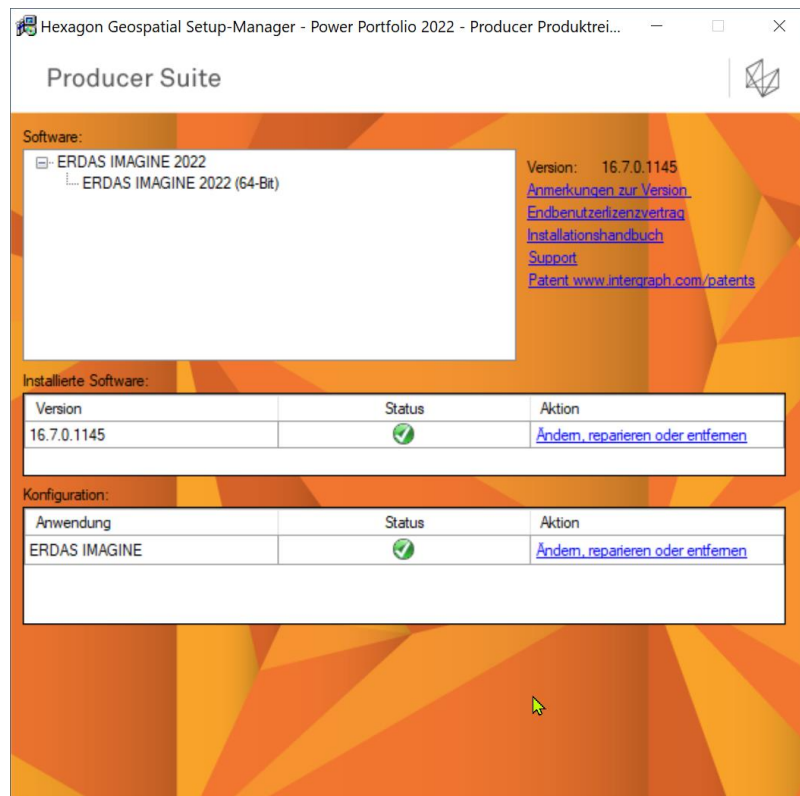 Hexagon Geospatial Setup-Manager - Power Portfolio 2022 - Producer Produktrei...
Producer Suite
Software:
ERDAS IMAGINE 2022
ERDAS IMAGINE 2022 (64-Bit)
Version: 16.7.0.1145
Anmerkungen zur Version
Endbenutzerlizenzvertrag
Installationshandbuch
Support
Patent www.intergraph.com/patents
Installierte Software:
Version Status Aktion
16.7.0.1145 Ändern, reparieren oder entfernen
Konfiguration:
Anwendung Status Aktion
ERDAS IMAGINE Ändern, reparieren oder entfernen